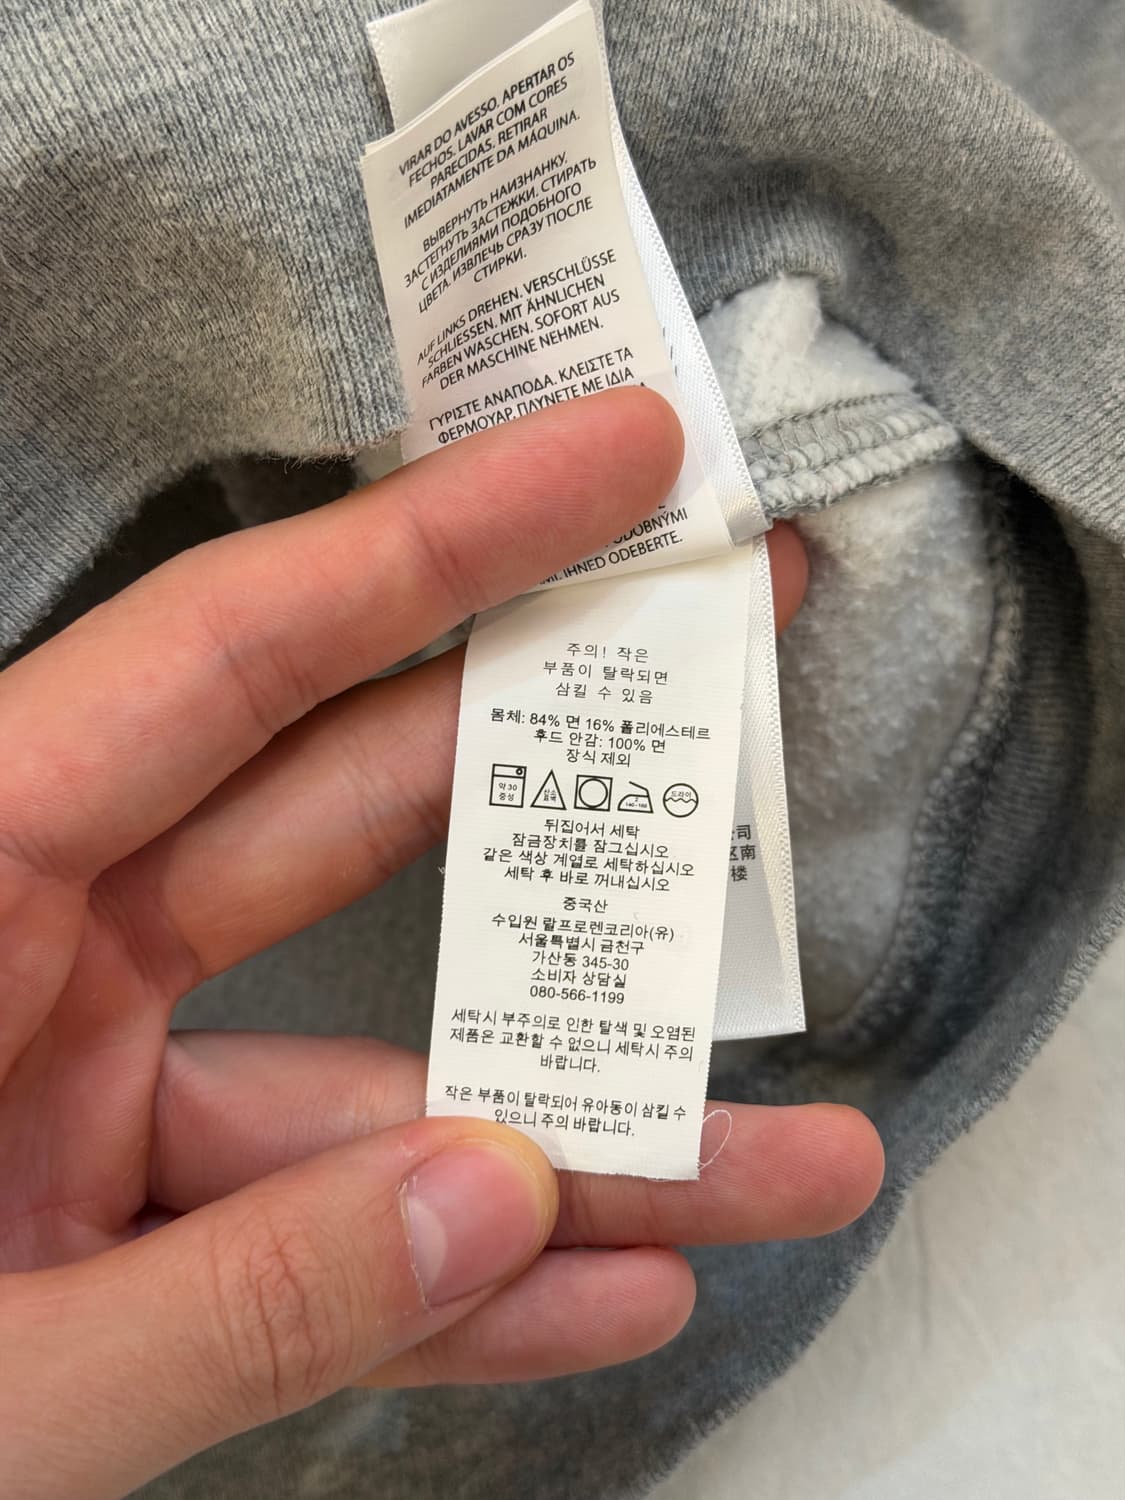 VIRAR DO AVESSO. APERTAR OS
FECHOS. LAVAR COM CORES
PARECIDAS. RETIRAR
IMEDIATAMENTE DA MÁQUINA.
ВЫВЕРНУТЬ НАИЗНАНКУ.
ЗАСТЕГНУТЬ ЗАСТЕЖКИ. СТИРАТЬ
С ИЗДЕЛИЯМИ ПОДОБНОГО
ЦВЕТА. ИЗВЛЕЧЬ СРАЗУ ПОСЛЕ
СТИРКИ.
AUF LINKS DREHEN. VERSCHLÜSSE
SCHLIESSEN. MIT ÄHNLICHEN
FARBEN WASCHEN. SOFORT AUS
DER MASCHINE NEHMEN.
ΓΥΡΙΣΤΕ ΑΝΑΠΟΔΑ. ΚΛΕΙΣΤΕ ΤΑ
ΦΕΡΜΟΥΑΡ. ΠΛΥΝΕΤΕ ΜΕ ΙΔΙΑ
IHNED ODEBERTE.
주의! 작은
부품이 탈락되면
삼킬 수 있음
몸체: 84% 면 16% 폴리에스테르
후드 안감: 100% 면
장식 제외
약 30
중성
산소
표백
2
140-160
드라이
뒤집어서 세탁
잠금장치를 잠그십시오
같은 색상 계열로 세탁하십시오
세탁 후 바로 꺼내십시오
중국산
수입원 랄프로렌코리아(유)
서울특별시 금천구
가산동 345-30
소비자 상담실
080-566-1199
세탁시 부주의로 인한 탈색 및 오염된
제품은 교환할 수 없으니 세탁시 주의
바랍니다.
작은 부품이 탈락되어 유아동이 삼킬 수
있으니 주의 바랍니다.
司
区南
楼